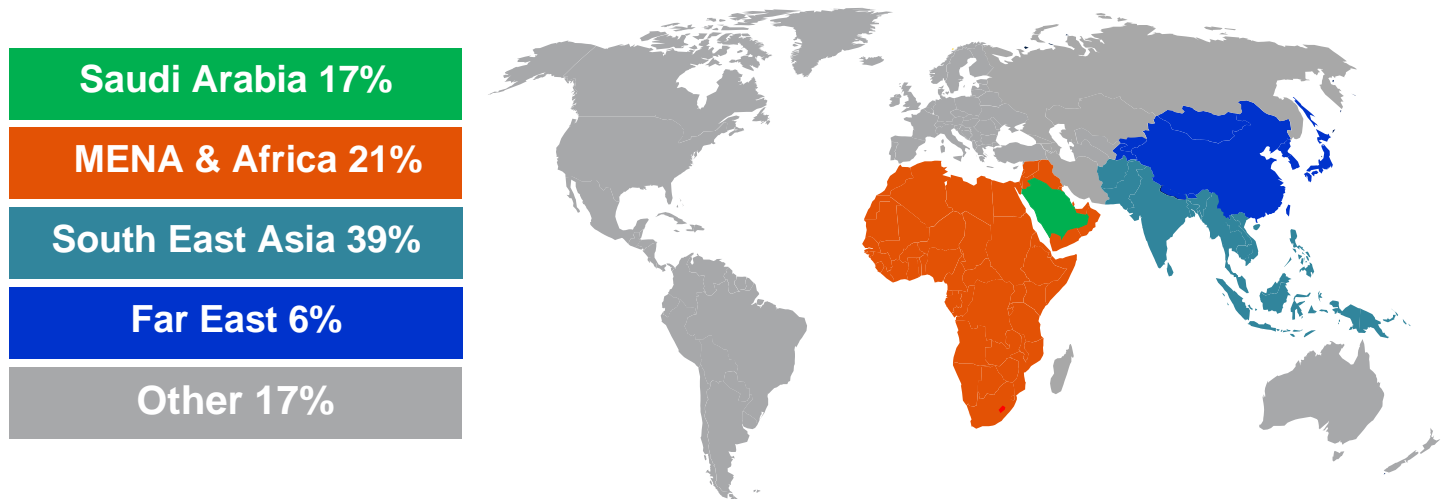 Saudi Arabia 17%
MENA & Africa 21%
South East Asia 39%
Far East 6%
Other 17%